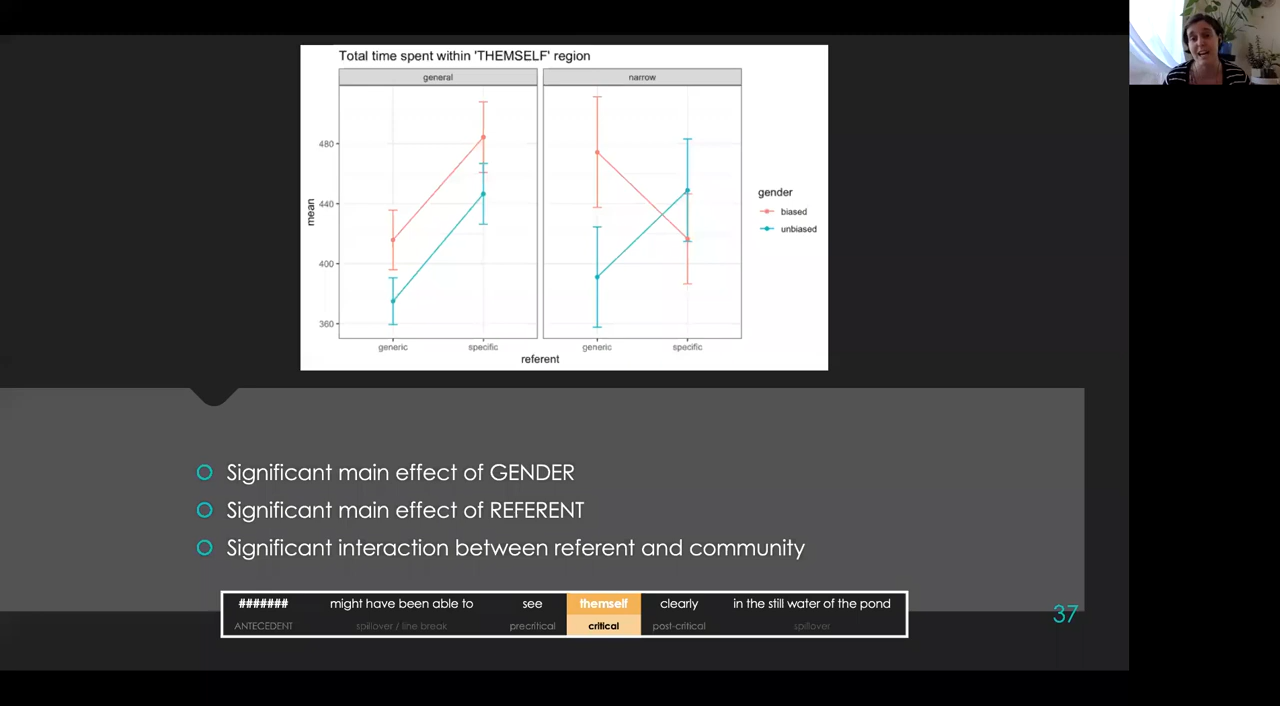 Total time spent within 'THEMSELF' region
general narrow
480
440
400
360
mean
gender
biased
unbiased
generic specific generic specific
referent
Significant main effect of GENDER
Significant main effect of REFERENT
Significant interaction between referent and community
####### might have been able to see themself clearly in the still water of the pond
ANTECEDENT spillover / line break precritical critical post-critical spillover
37